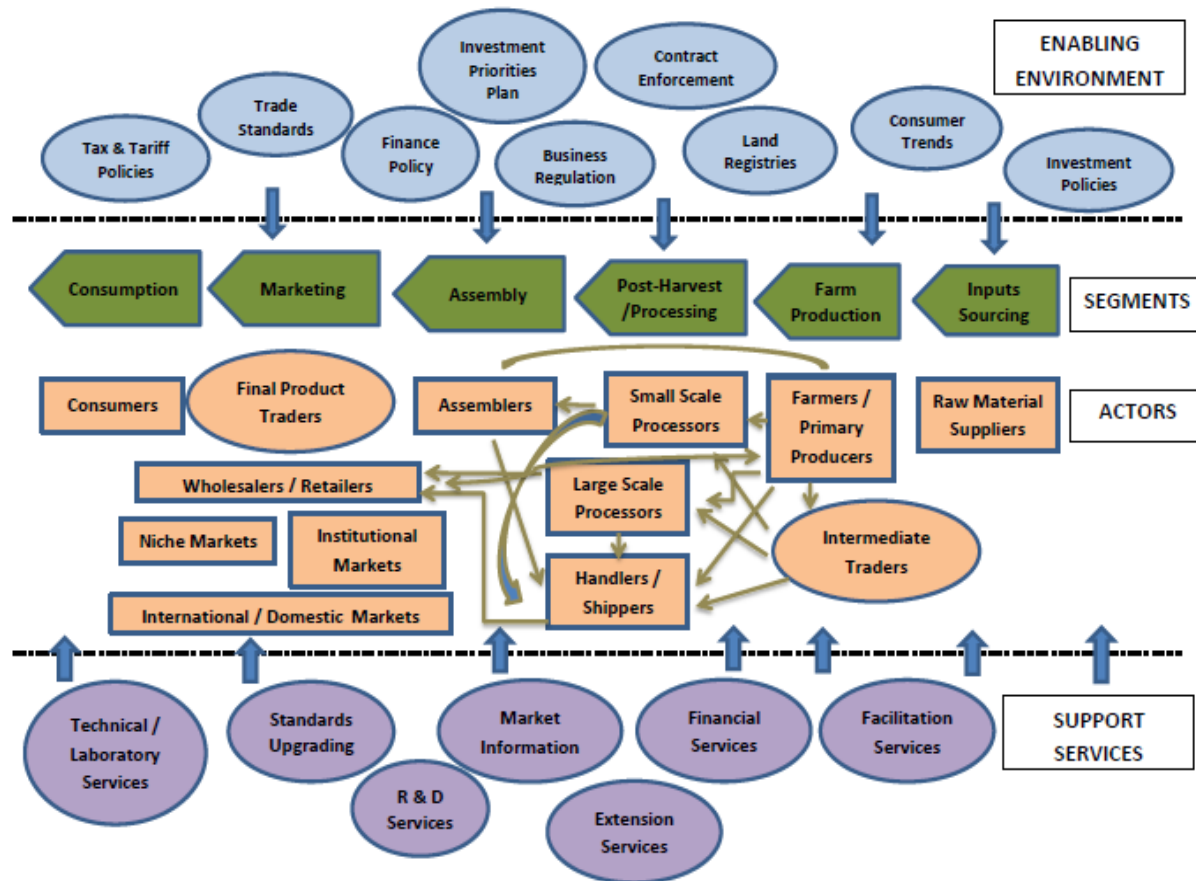 Investment
Priorities
Plan
Contract
Enforcement
ENABLING
ENVIRONMENT
Trade
Standards
Consumer
Trends
Tax & Tariff
Policies
Finance
Policy
Business
Regulation
Land
Registries
Investment
Policies
Consumption
Marketing
Assembly
Post-Harvest
/Processing
Farm
Production
Inputs
Sourcing
SEGMENTS
Consumers
Final Product
Traders
Assemblers
Small Scale
Processors
Farmers /
Primary
Producers
Raw Material
Suppliers
ACTORS
Wholesalers / Retailers
Large Scale
Processors
Niche Markets
Institutional
Markets
Intermediate
Traders
Handlers /
Shippers
International / Domestic Markets
Technical /
Laboratory
Services
Standards
Upgrading
Market
Information
Financial
Services
Facilitation
Services
SUPPORT
SERVICES
R & D
Services
Extension
Services